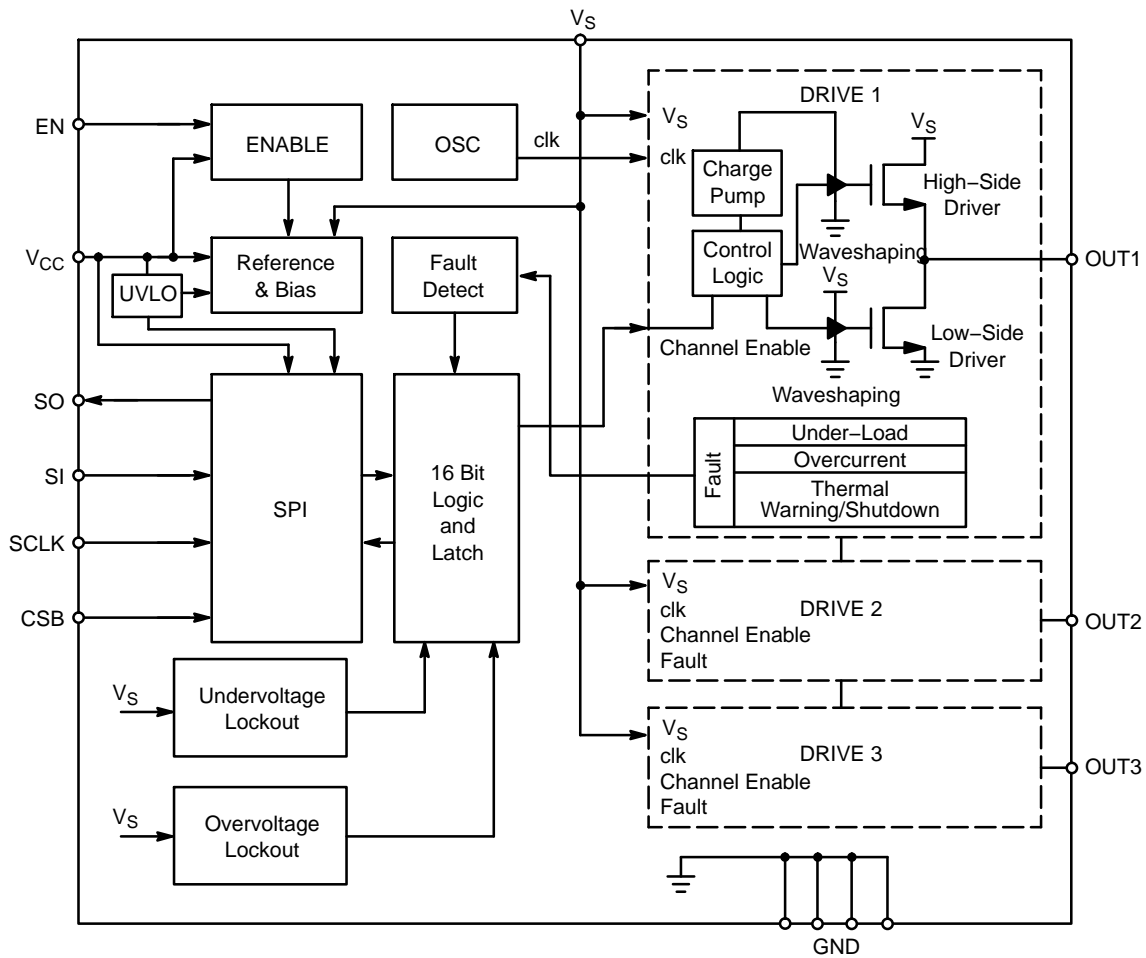 VS
EN
ENABLE
OSC
clk
VCC
UVLO
Reference
& Bias
Fault
Detect
SO
SI
SCLK
CSB
SPI
16 Bit
Logic
and
Latch
VS
Undervoltage
Lockout
VS
Overvoltage
Lockout
DRIVE 1
VS
clk
Charge
Pump
Control
Logic
VS
High−Side
Driver
Waveshaping
VS
Channel Enable
Low−Side
Driver
Waveshaping
Fault
Under−Load
Overcurrent
Thermal
Warning/Shutdown
OUT1
DRIVE 2
VS
clk
Channel Enable
Fault
OUT2
DRIVE 3
VS
clk
Channel Enable
Fault
OUT3
GND